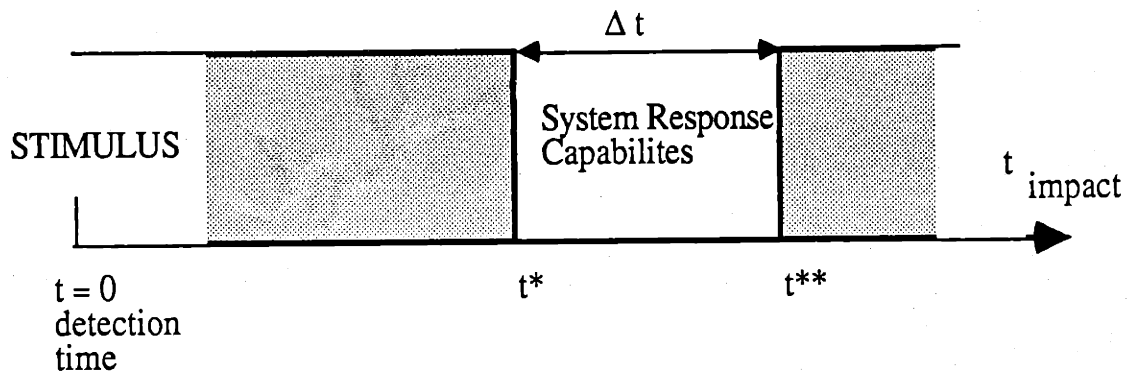 Δ t
System Response
Capabilites
STIMULUS
t impact
t = 0
detection
time
t*
t**